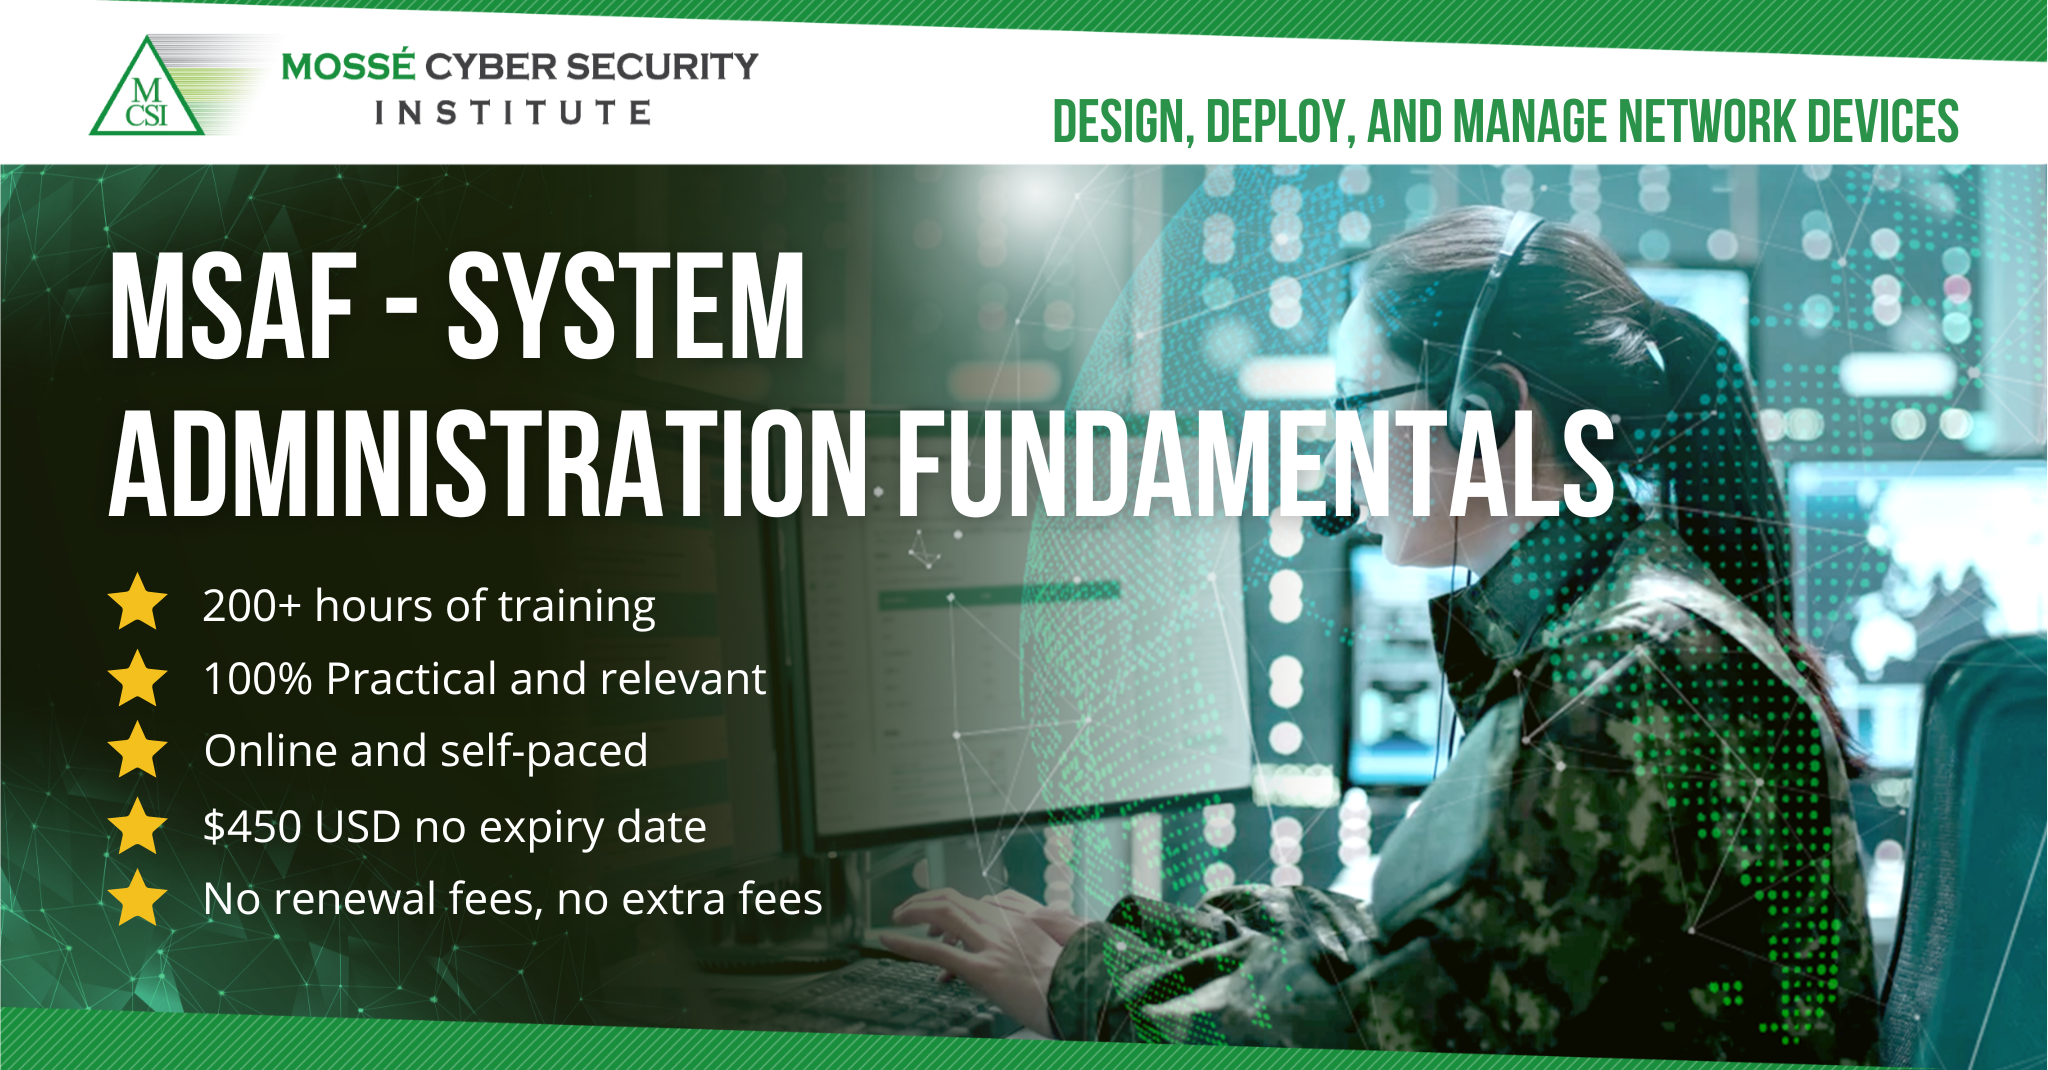 M
CSI
MOSSÉ CYBER SECURITY
INSTITUTE
DESIGN, DEPLOY, AND MANAGE NETWORK DEVICES
MSAF - SYSTEM
ADMINISTRATION FUNDAMENTALS
200+ hours of training
100% Practical and relevant
Online and self-paced
$450 USD no expiry date
No renewal fees, no extra fees